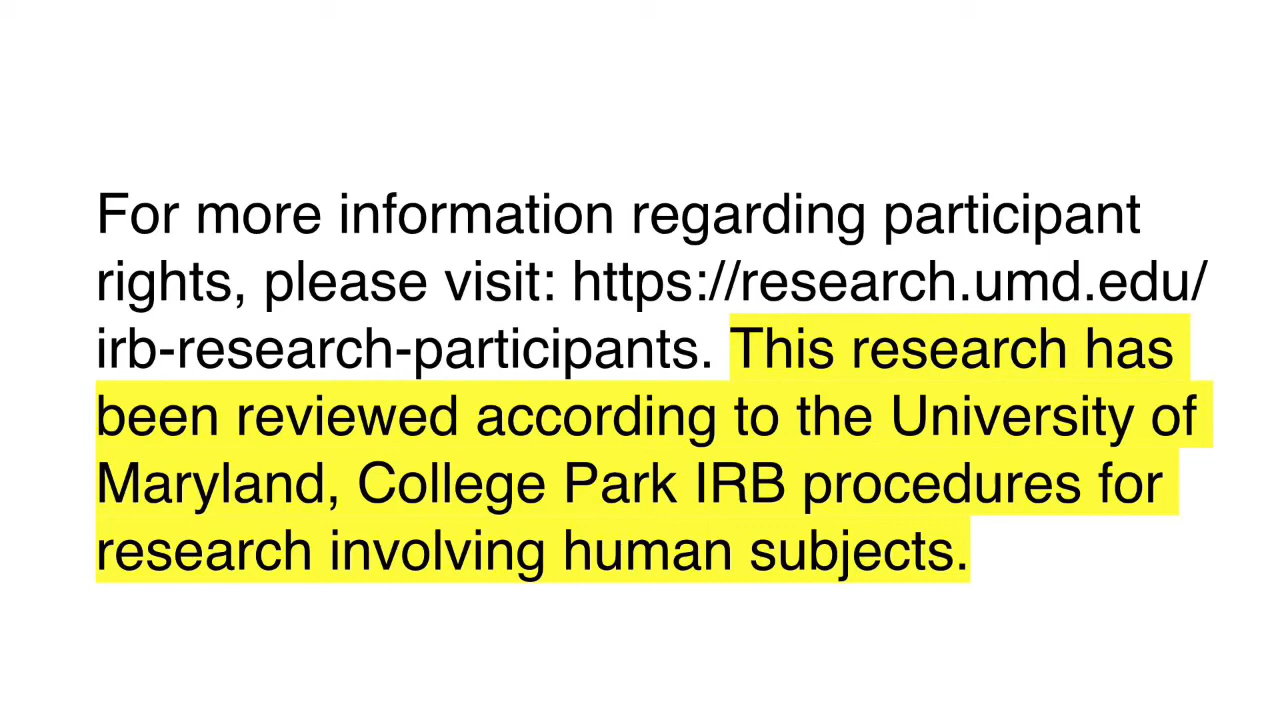 For more information regarding participant
rights, please visit: https://research.umd.edu/
irb-research-participants. This research has
been reviewed according to the University of
Maryland, College Park IRB procedures for
research involving human subjects.